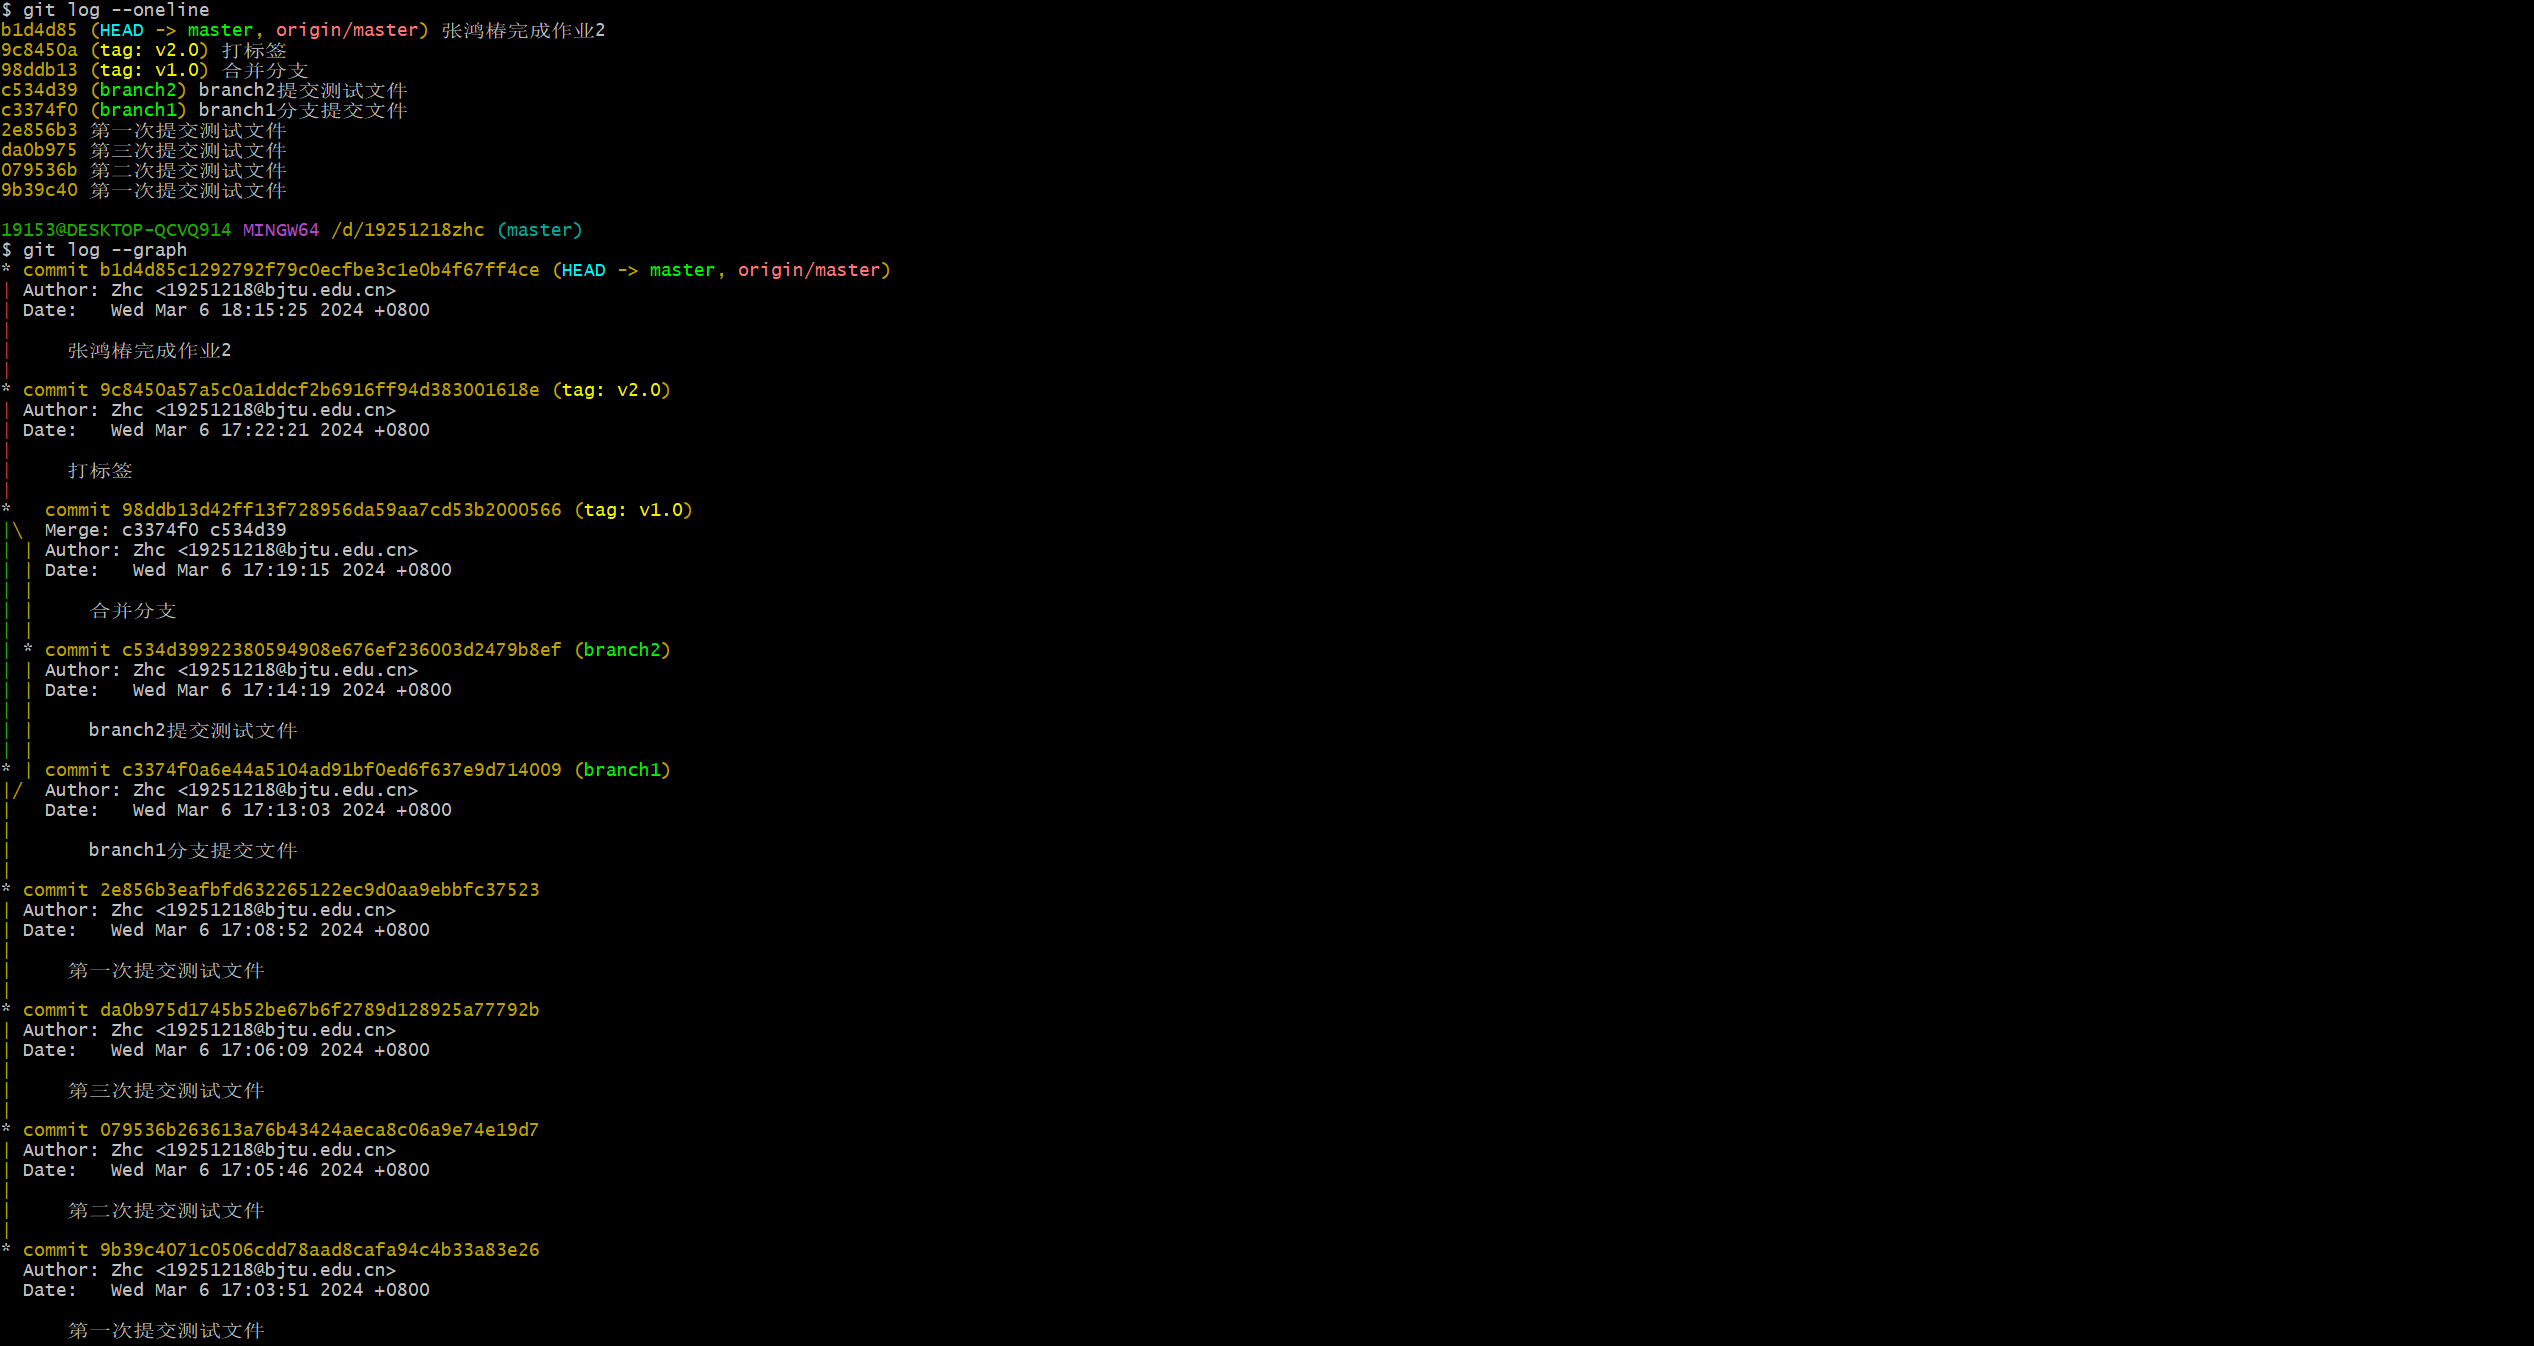 $ git log --oneline
b1d4d85 (HEAD -> master, origin/master) 张鸿椿完成作业2
9c8450a (tag: v2.0) 打标签
98ddb13 (tag: v1.0) 合并分支
c534d39 (branch2) branch2提交测试文件
c3374f0 (branch1) branch1分支提交文件
2e856b3 第一次提交测试文件
da0b975 第三次提交测试文件
079536b 第二次提交测试文件
9b39c40 第一次提交测试文件
19153@DESKTOP-QCVQ914 MINGW64 /d/19251218zhc (master)
$ git log --graph
* commit b1d4d85c1292792f79c0ecfbe3c1e0b4f67ff4ce (HEAD -> master, origin/master)
| Author: Zhc <19251218@bjtu.edu.cn>
| Date:   Wed Mar 6 18:15:25 2024 +0800
|
|     张鸿椿完成作业2
|
* commit 9c8450a57a5c0a1ddcf2b6916ff94d383001618e (tag: v2.0)
| Author: Zhc <19251218@bjtu.edu.cn>
| Date:   Wed Mar 6 17:22:21 2024 +0800
|
|     打标签
|
*   commit 98ddb13d42ff13f728956da59aa7cd53b2000566 (tag: v1.0)
|\  Merge: c3374f0 c534d39
| | Author: Zhc <19251218@bjtu.edu.cn>
| | Date:   Wed Mar 6 17:19:15 2024 +0800
| |
| |     合并分支
| |
| * commit c534d39922380594908e676ef236003d2479b8ef (branch2)
| | Author: Zhc <19251218@bjtu.edu.cn>
| | Date:   Wed Mar 6 17:14:19 2024 +0800
| |
| |     branch2提交测试文件
| |
* | commit c3374f0a6e44a5104ad91bf0ed6f637e9d714009 (branch1)
|/  Author: Zhc <19251218@bjtu.edu.cn>
|   Date:   Wed Mar 6 17:13:03 2024 +0800
|
|       branch1分支提交文件
|
* commit 2e856b3eafbfd632265122ec9d0aa9ebbfc37523
| Author: Zhc <19251218@bjtu.edu.cn>
| Date:   Wed Mar 6 17:08:52 2024 +0800
|
|     第一次提交测试文件
|
* commit da0b975d1745b52be67b6f2789d128925a77792b
| Author: Zhc <19251218@bjtu.edu.cn>
| Date:   Wed Mar 6 17:06:09 2024 +0800
|
|     第三次提交测试文件
|
* commit 079536b263613a76b43424aeca8c06a9e74e19d7
| Author: Zhc <19251218@bjtu.edu.cn>
| Date:   Wed Mar 6 17:05:46 2024 +0800
|
|     第二次提交测试文件
|
* commit 9b39c4071c0506cdd78aad8cafa94c4b33a83e26
  Author: Zhc <19251218@bjtu.edu.cn>
  Date:   Wed Mar 6 17:03:51 2024 +0800
      第一次提交测试文件